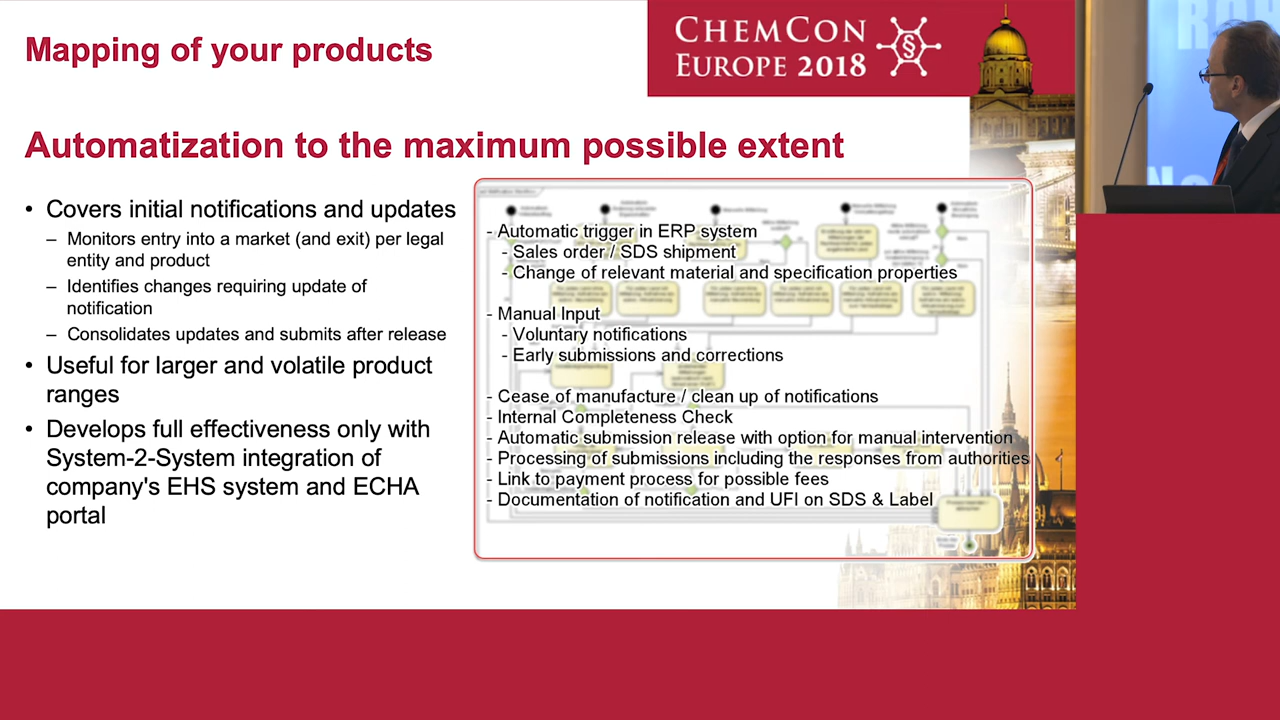 Mapping of your products
CHEMCON
EUROPE 2018
§
Automatization to the maximum possible extent
• Covers initial notifications and updates
– Monitors entry into a market (and exit) per legal
entity and product
– Identifies changes requiring update of
notification
– Consolidates updates and submits after release
• Useful for larger and volatile product
ranges
• Develops full effectiveness only with
System-2-System integration of
company's EHS system and ECHA
portal
- Automatic trigger in ERP system
- Sales order / SDS shipment
- Change of relevant material and specification properties
- Manual Input
- Voluntary notifications
- Early submissions and corrections
- Cease of manufacture / clean up of notifications
- Internal Completeness Check
- Automatic submission release with option for manual intervention
- Processing of submissions including the responses from authorities
- Link to payment process for possible fees
- Documentation of notification and UFI on SDS & Label